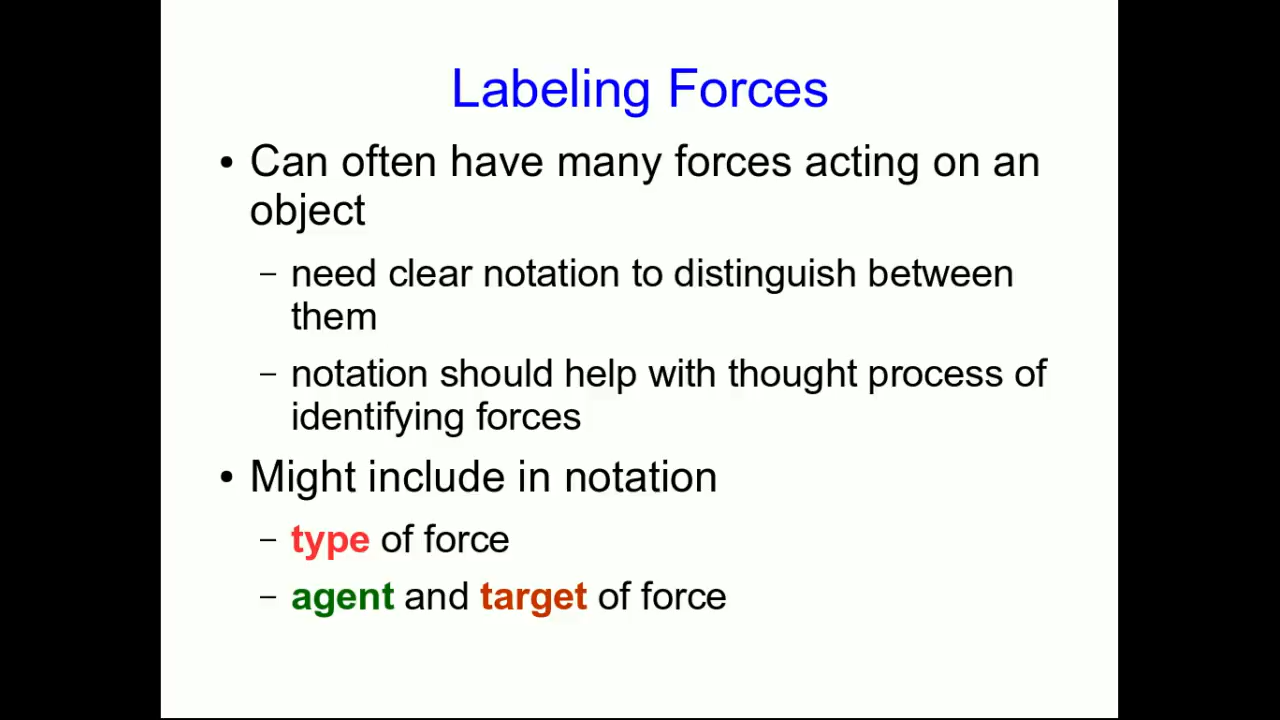 Labeling Forces
• Can often have many forces acting on an
object
– need clear notation to distinguish between
them
– notation should help with thought process of
identifying forces
• Might include in notation
– type of force
– agent and target of force